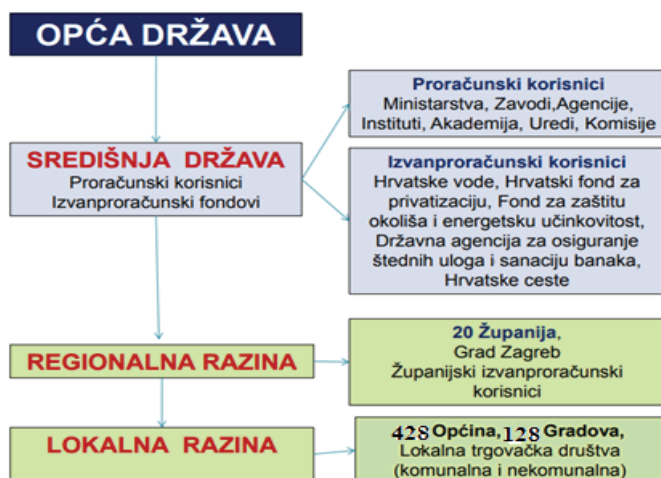 OPĆA DRŽAVA
Proračunski korisnici
Ministarstva, Zavodi,Agencije,
Instituti, Akademija, Uredi, Komisije
SREDIŠNJA DRŽAVA
Proračunski korisnici
Izvanproračunski fondovi
Izvanproračunski korisnici
Hrvatske vode, Hrvatski fond za
privatizaciju, Fond za zaštitu
okoliša i energetsku učinkovitost,
Državna agencija za osiguranje
štednih uloga i sanaciju banaka,
Hrvatske ceste
REGIONALNA RAZINA
20 Županija,
Grad Zagreb
Županijski izvanproračunski
korisnici
LOKALNA RAZINA
428 Općina, 128 Gradova,
Lokalna trgovačka društva
(komunalna i nekomunalna)